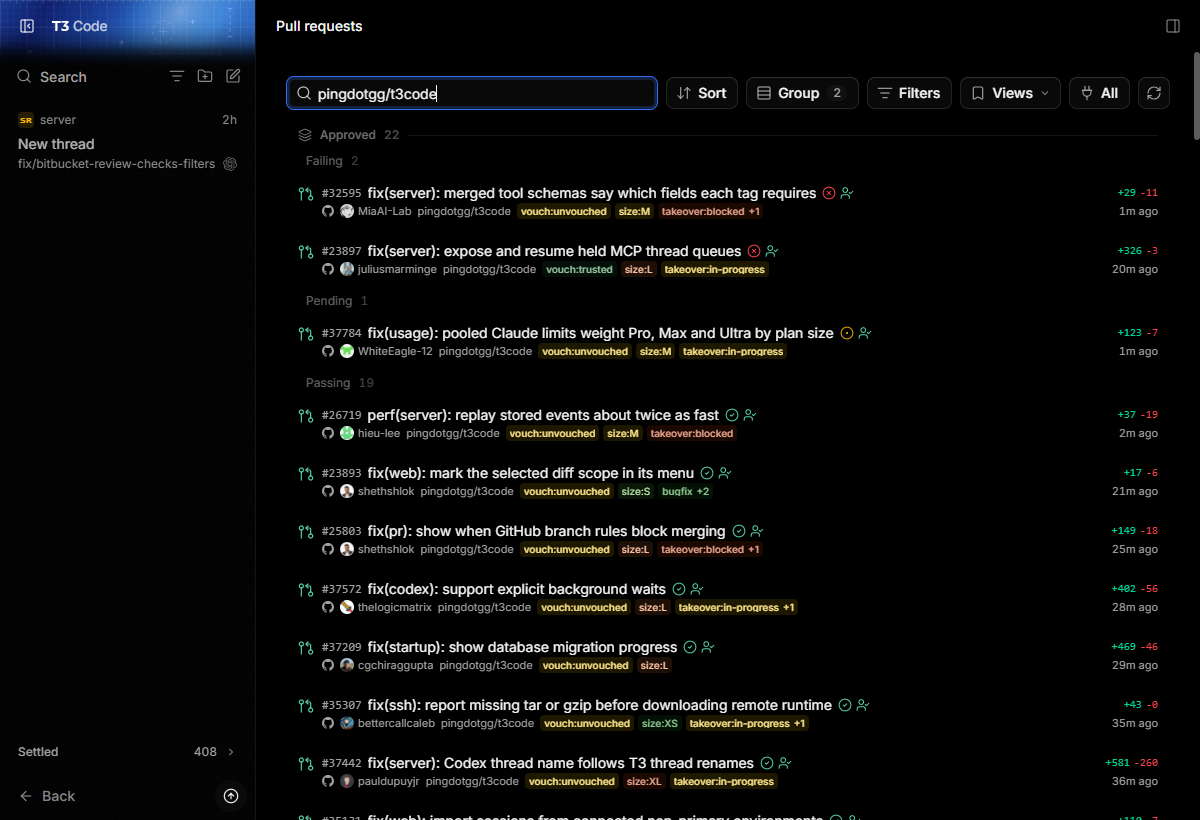 T3 Code
Search
SR server 2h
New thread
fix/bitbucket-review-checks-filters
Settled 408
Back
Pull requests
pingdotgg/t3code
Sort
Group 2
Filters
Views
All
Approved 22
Failing 2
#32595 fix(server): merged tool schemas say which fields each tag requires +29 -11
MiaAI-Lab pingdotgg/t3code vouch:unvouched size:M takeover:blocked +1 1m ago
#23897 fix(server): expose and resume held MCP thread queues +326 -3
juliusmarminge pingdotgg/t3code vouch:trusted size:L takeover:in-progress 20m ago
Pending 1
#37784 fix(usage): pooled Claude limits weight Pro, Max and Ultra by plan size +123 -7
WhiteEagle-12 pingdotgg/t3code vouch:unvouched size:M takeover:in-progress 1m ago
Passing 19
#26719 perf(server): replay stored events about twice as fast +37 -19
hieu-lee pingdotgg/t3code vouch:unvouched size:M takeover:blocked 2m ago
#23893 fix(web): mark the selected diff scope in its menu +17 -6
shethshlok pingdotgg/t3code vouch:unvouched size:S bugfix +2 21m ago
#25803 fix(pr): show when GitHub branch rules block merging +149 -18
shethshlok pingdotgg/t3code vouch:unvouched size:L takeover:blocked +1 25m ago
#37572 fix(codex): support explicit background waits +402 -56
thelogicmatrix pingdotgg/t3code vouch:unvouched size:L takeover:in-progress +1 28m ago
#37209 fix(startup): show database migration progress +469 -46
cgchiraggupta pingdotgg/t3code vouch:unvouched size:L 29m ago
#35307 fix(ssh): report missing tar or gzip before downloading remote runtime +43 -0
bettercallcaleb pingdotgg/t3code vouch:unvouched size:XS takeover:in-progress +1 35m ago
#37442 fix(server): Codex thread name follows T3 thread renames +581 -260
pauldupuyjr pingdotgg/t3code vouch:unvouched size:XL takeover:in-progress 36m ago
fix(web): import sessions from connected non-primary environments